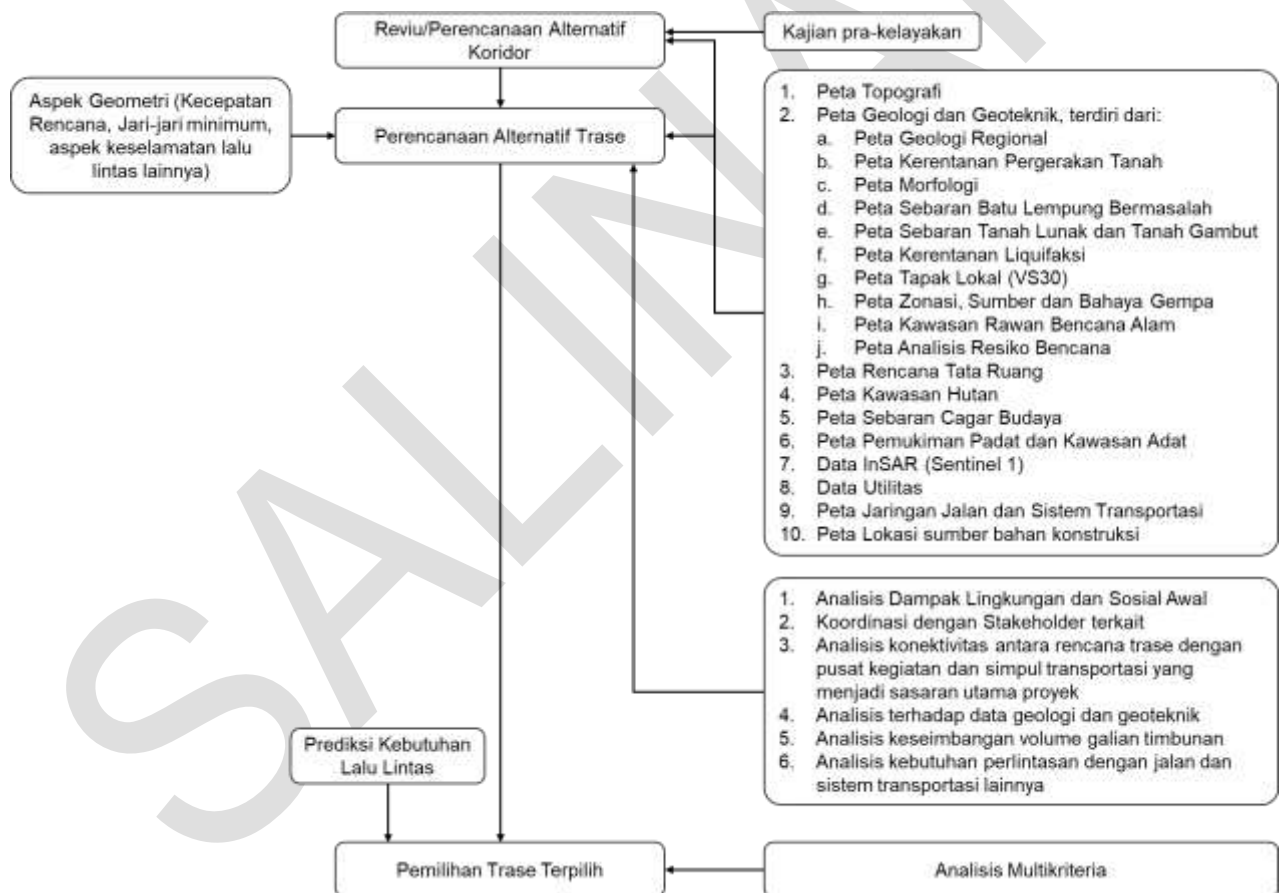 Reviu/Perencanaan Alternatif
Koridor
Kajian pra-kelayakan
Aspek Geometri (Kecepatan
Rencana, Jari-jari minimum,
aspek keselamatan lalu
lintas lainnya)
Perencanaan Alternatif Trase
1. Peta Topografi
2. Peta Geologi dan Geoteknik, terdiri dari:
a. Peta Geologi Regional
b. Peta Kerentanan Pergerakan Tanah
c. Peta Morfologi
d. Peta Sebaran Batu Lempung Bermasalah
e. Peta Sebaran Tanah Lunak dan Tanah Gambut
f. Peta Kerentanan Liquifaksi
g. Peta Tapak Lokal (VS30)
h. Peta Zonasi, Sumber dan Bahaya Gempa
i. Peta Kawasan Rawan Bencana Alam
j. Peta Analisis Resiko Bencana
3. Peta Rencana Tata Ruang
4. Peta Kawasan Hutan
5. Peta Sebaran Cagar Budaya
6. Peta Pemukiman Padat dan Kawasan Adat
7. Data InSAR (Sentinel 1)
8. Data Utilitas
9. Peta Jaringan Jalan dan Sistem Transportasi
10. Peta Lokasi sumber bahan konstruksi
1. Analisis Dampak Lingkungan dan Sosial Awal
2. Koordinasi dengan Stakeholder terkait
3. Analisis konektivitas antara rencana trase dengan
pusat kegiatan dan simpul transportasi yang
menjadi sasaran utama proyek
4. Analisis terhadap data geologi dan geoteknik
5. Analisis keseimbangan volume galian timbunan
6. Analisis kebutuhan perlintasan dengan jalan dan
sistem transportasi lainnya
Prediksi Kebutuhan
Lalu Lintas
Pemilihan Trase Terpilih
Analisis Multikriteria
SALINA